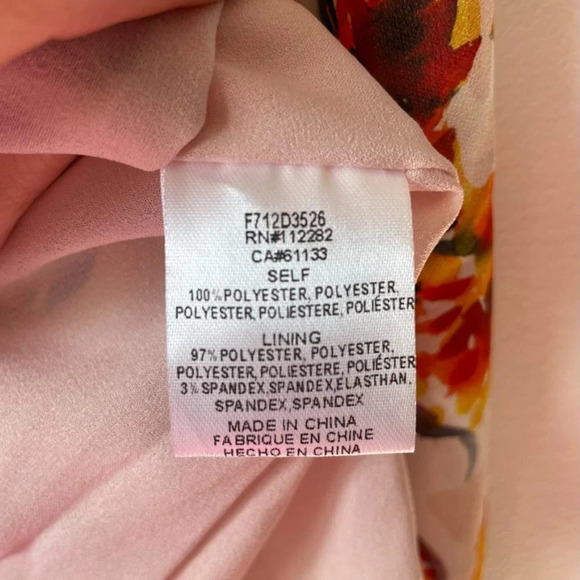 F712D3526
RN#112282
CA#61133
SELF
100%POLYESTER, POLYESTER,
POLYESTER, POLIESTERE, POLIÉSTER
LINING
97%POLYESTER, POLYESTER,
POLYESTER, POLIESTERE, POLIÉSTER
3%SPANDEX,SPANDEX,ELASTHAN,
SPANDEX,SPANDEX
MADE IN CHINA
FABRIQUE EN CHINE
HECHO EN CHINA